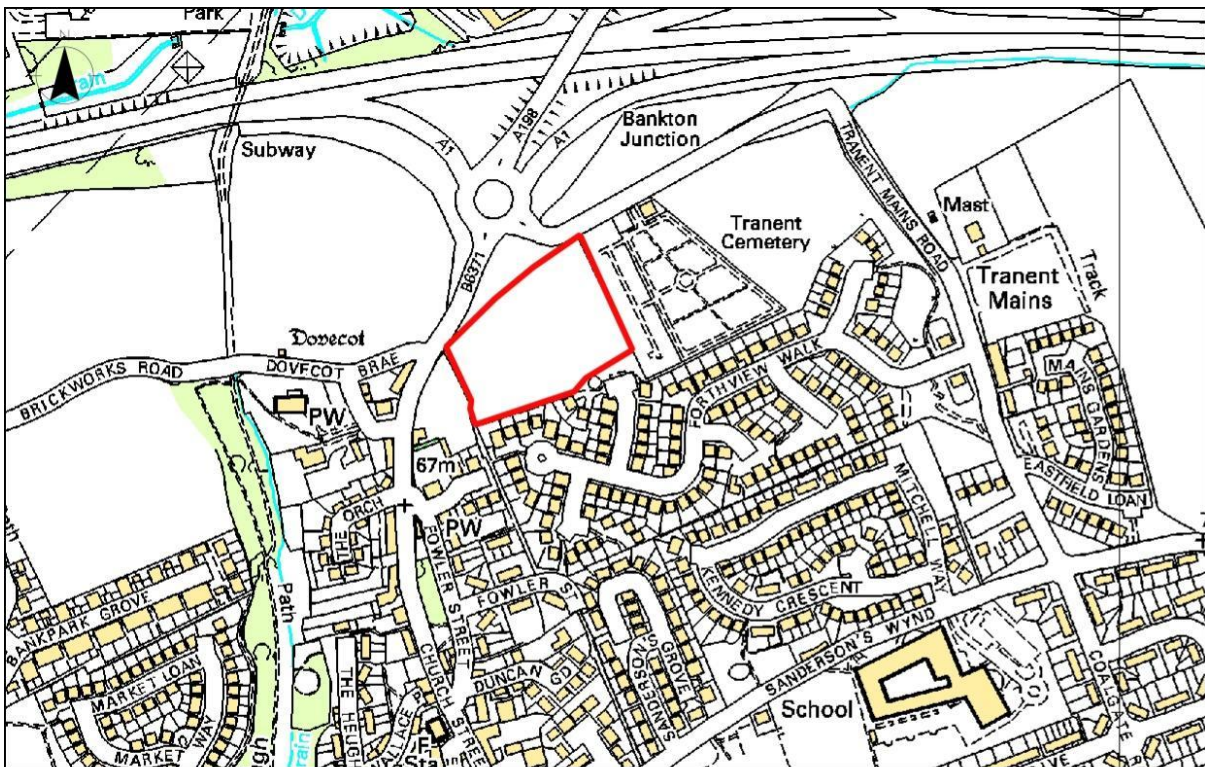 Park
N
Drain
Subway
A1
A198
A1
Bankton
Junction
TRANENT MAINS ROAD
Mast
Tranent
Cemetery
Tranent
Mains
Track
B6371
Dovecot
DOVECOT BRAE
BRICKWORKS ROAD
PW
67m
THE ORCH
PW
FORTHVIEW WALK
MAINS GARDENS
EASTFIELD LOAN
MITCHELL WAY
FOWLER STREET
FOWLER ST
KENNEDY CRESCENT
BANKPARK GROVE
Path
MARKET LOAN
MARKET WAY
THE HEUGH
CHURCH STREET
DUNCAN GD
SANDERSON'S GROVE
SANDERSON'S WYND
School
COALGATE